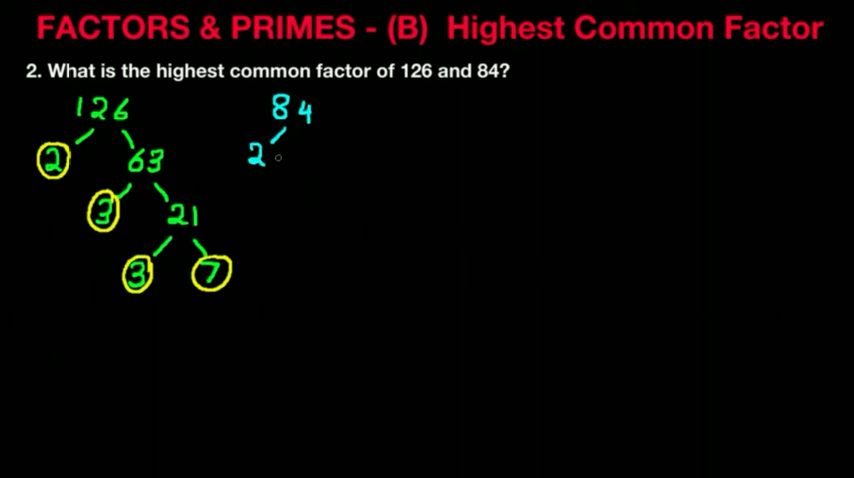 FACTORS & PRIMES - (B) Highest Common Factor
2. What is the highest common factor of 126 and 84?
126 84
2 63 2
3 21
3 7